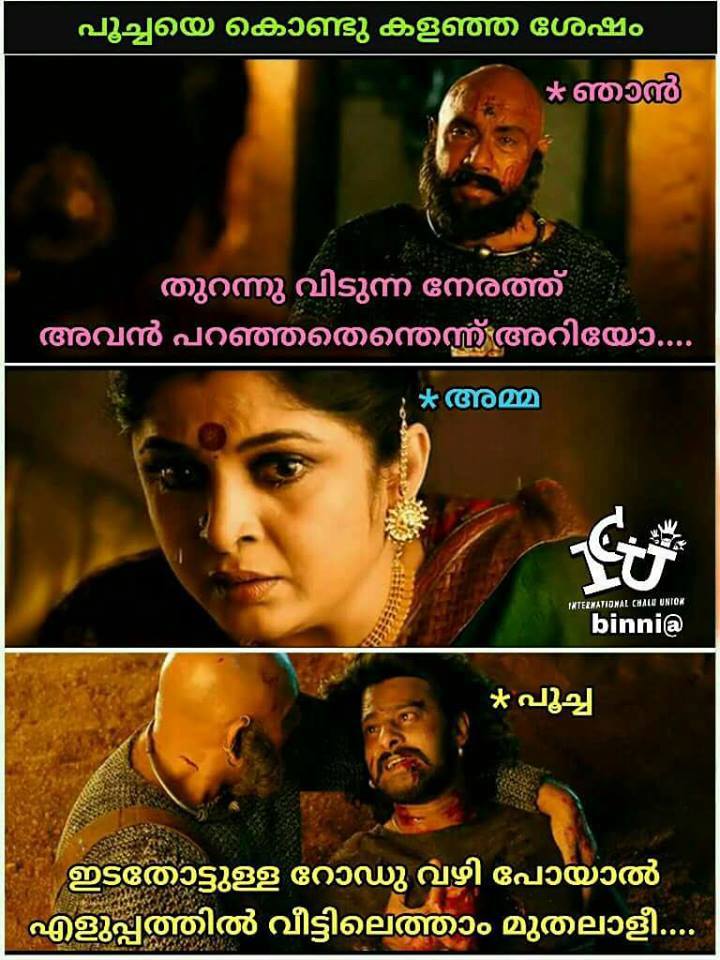 പൂച്ചയെ കൊണ്ടു കളഞ്ഞ ശേഷം
* ഞാൻ
തുറന്നു വിടുന്ന നേരത്ത്
അവൻ പറഞ്ഞതെന്തെന്ന് അറിയോ....
* അമ്മ
ICU
INTERNATIONAL CHALU UNION
binni@
* പൂച്ച
ഇടതോട്ടുള്ള റോഡു വഴി പോയാൽ
എളുപ്പത്തിൽ വീട്ടിലെത്താം മുതലാളീ....